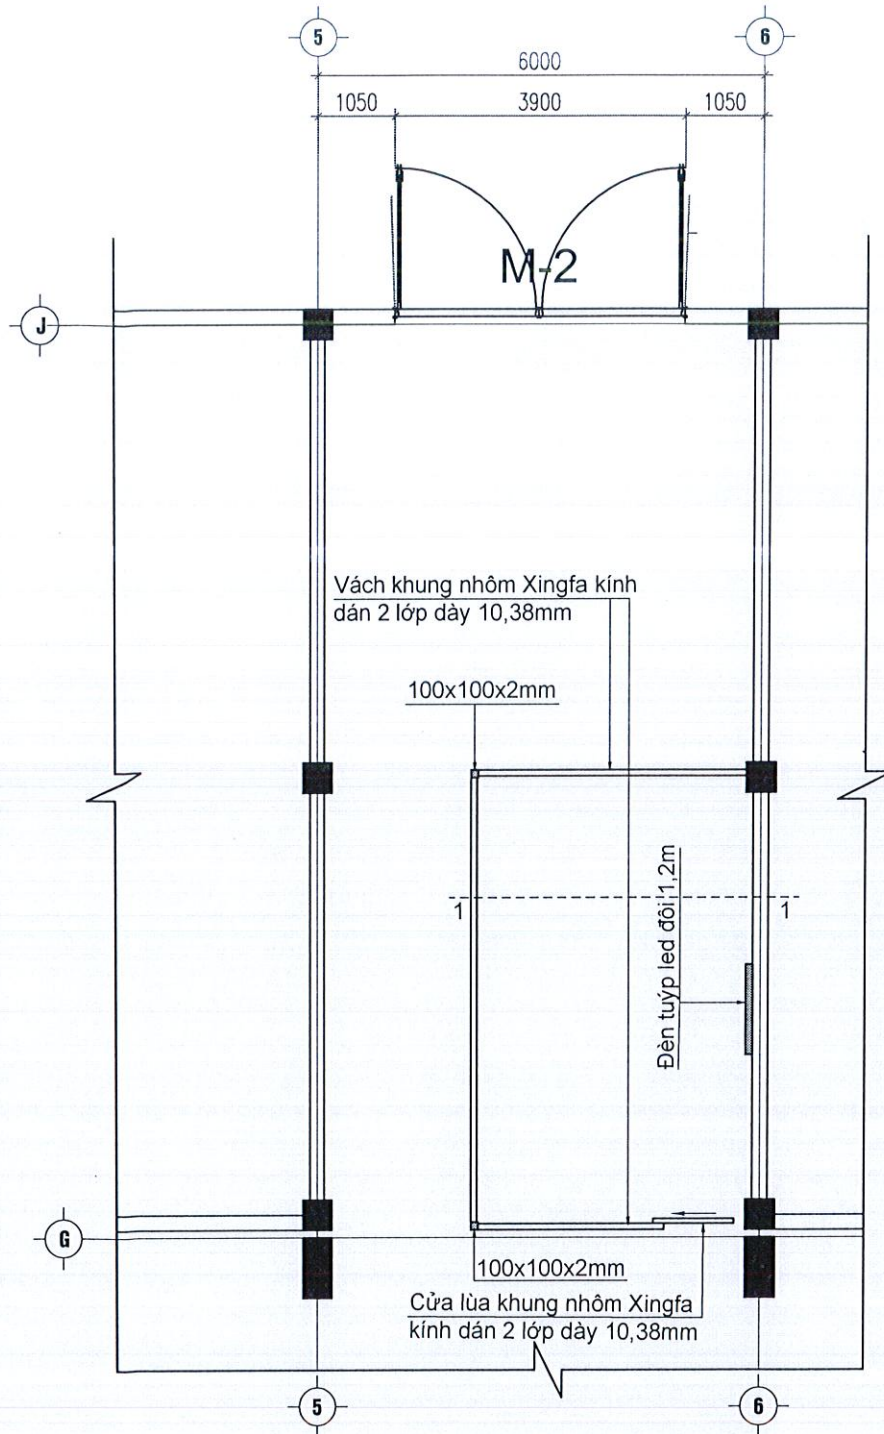 5
6
6000
1050
3900
1050
M-2
J
Vách khung nhôm Xingfa kính
dán 2 lớp dày 10,38mm
100x100x2mm
1
1
Đèn tuýp led đôi 1,2m
G
100x100x2mm
Cửa lùa khung nhôm Xingfa
kính dán 2 lớp dày 10,38mm
5
6